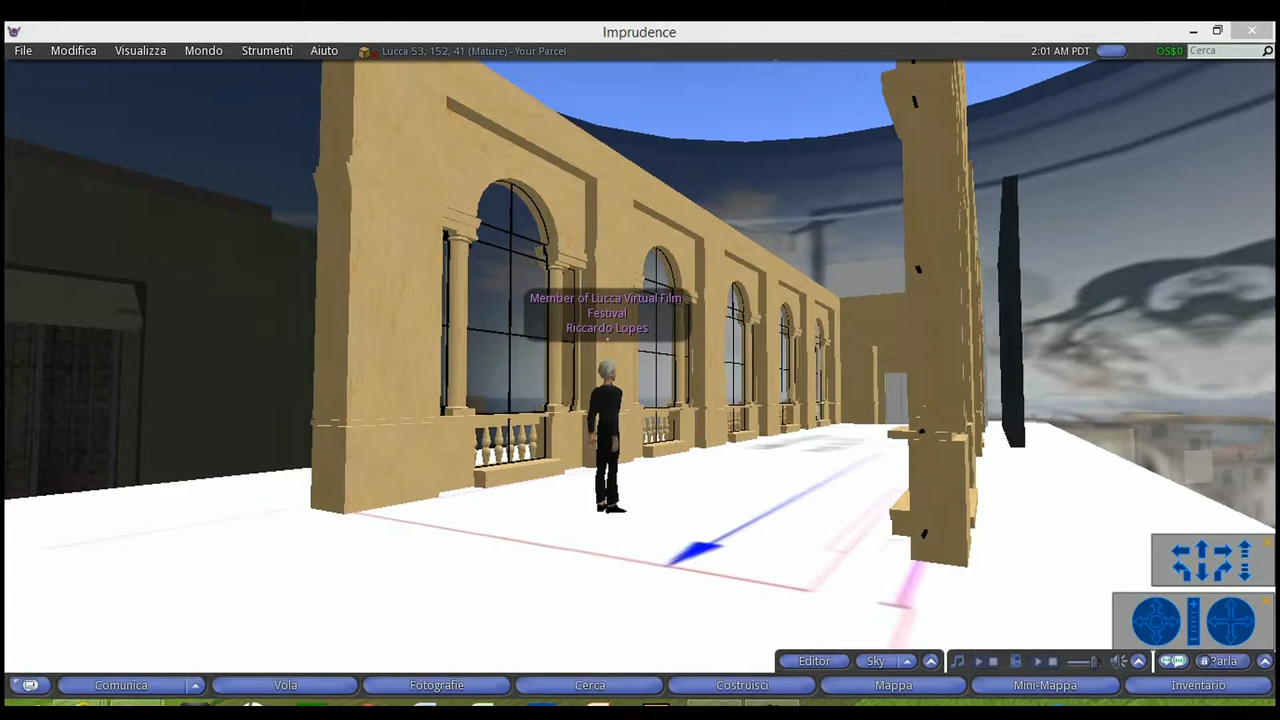 Imprudence
File Modifica Visualizza Mondo Strumenti Aiuto Lucca 53, 152, 41 (Mature) - Your Parcel 2:01 AM PDT OS$0 Cerca
Member of Lucca Virtual Film
Festival
Riccardo Lopes
Editor Sky Parla
Comunica Vola Fotografie Cerca Costruisci Mappa Mini-Mappa Inventario